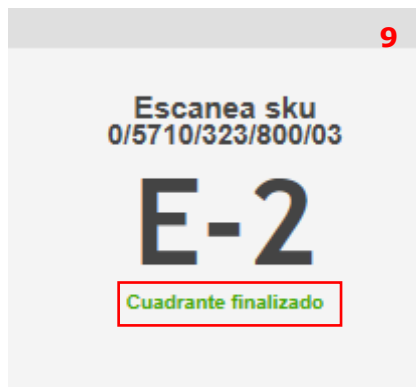 9
Escanea sku
0/5710/323/800/03
E-2
Cuadrante finalizado